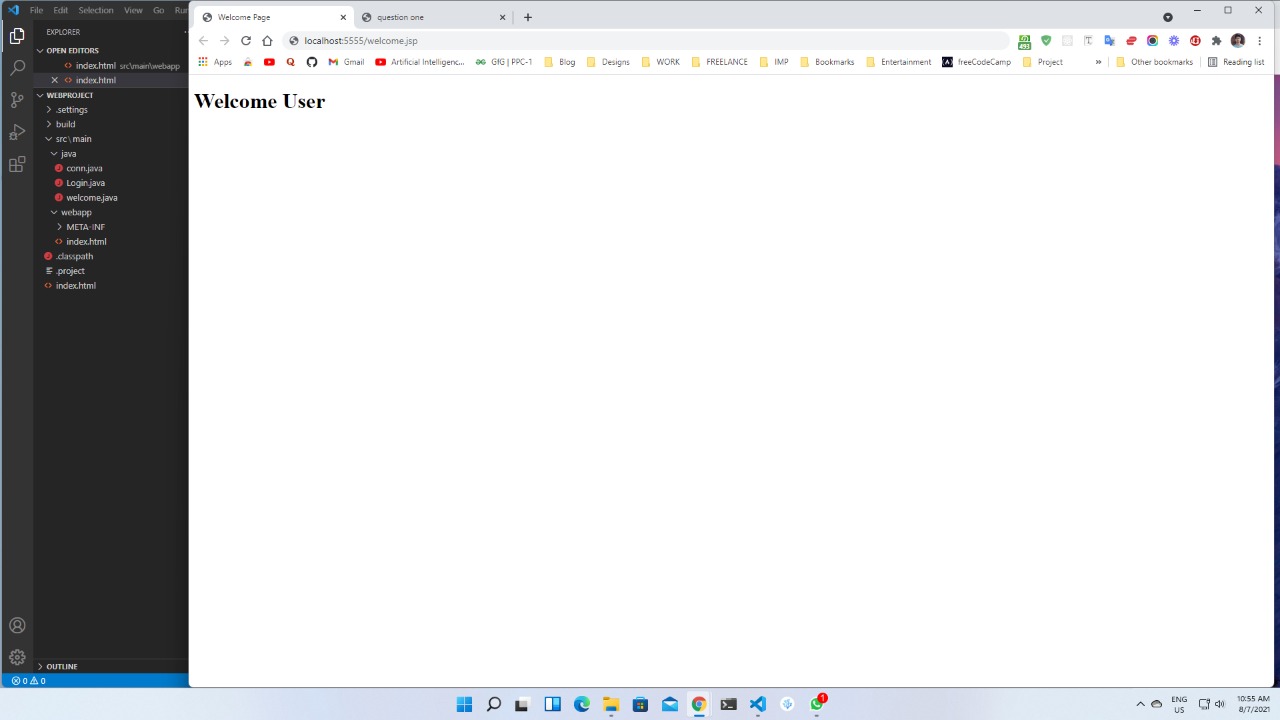 File Edit Selection View Go Run
EXPLORER
OPEN EDITORS
index.html src\main\webapp
index.html
WEBPROJECT
.settings
build
src\main
java
conn.java
Login.java
welcome.java
webapp
META-INF
index.html
.classpath
.project
index.html
OUTLINE
0 0
Welcome Page
question one
localhost:5555/welcome.jsp
493
Apps
Gmail
Artificial Intelligenc...
GfG | PPC-1
Blog
Designs
WORK
FREELANCE
IMP
Bookmarks
Entertainment
freeCodeCamp
Project
»
Other bookmarks
Reading list
Welcome User
1
ENG
US
10:55 AM
8/7/2021